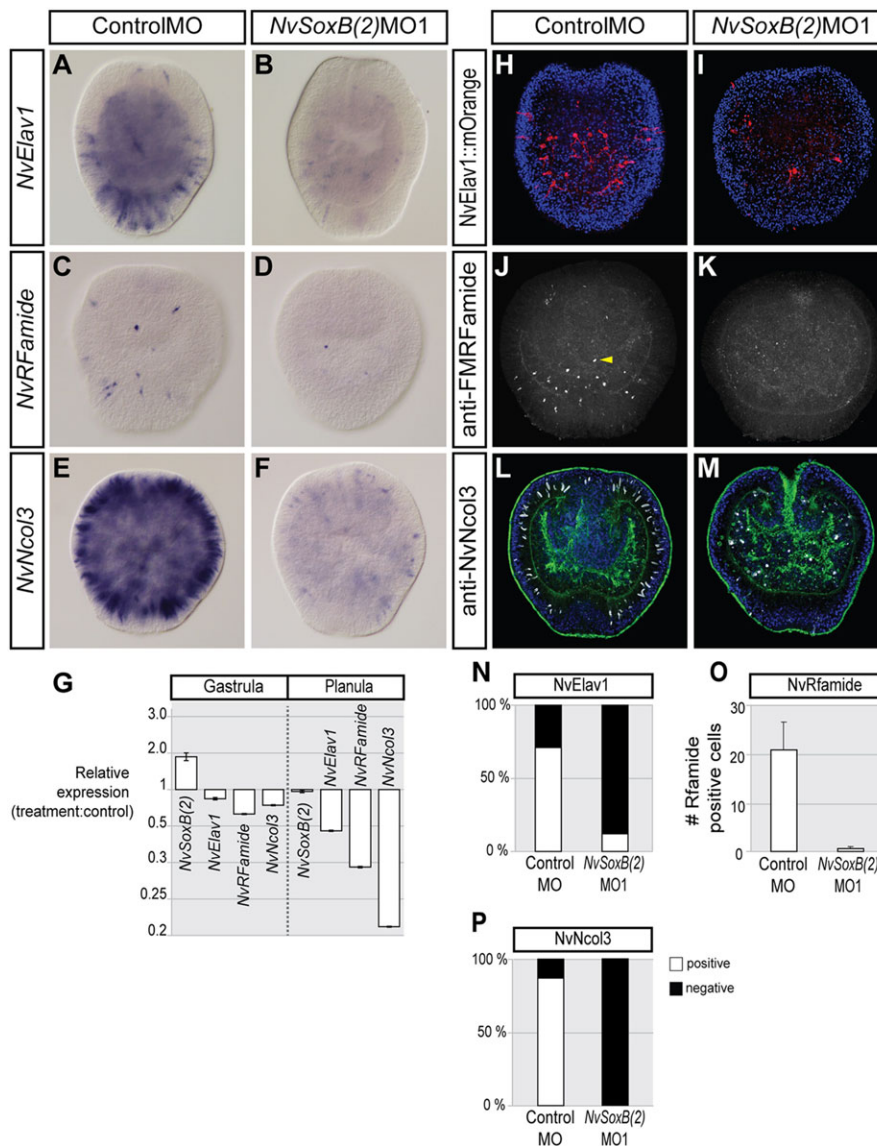 ControlMO
NvSoxB(2)MO1
ControlMO
NvSoxB(2)MO1
NvElav1
A
B
NvElav1::mOrange
H
I
NvRFamide
C
D
anti-FMRFamide
J
K
NvNcol3
E
F
anti-NvNcol3
L
M
G
Gastrula
Planula
Relative
expression
(treatment:control)
3.0
2.0
1
0.5
0.3
0.25
0.2
NvSoxB(2)
NvElav1
NvRFamide
NvNcol3
NvSoxB(2)
NvElav1
NvRFamide
NvNcol3
N
NvElav1
100 %
50 %
0 %
Control
MO
NvSoxB(2)
MO1
O
NvRfamide
# Rfamide
positive cells
30
20
10
0
Control
MO
NvSoxB(2)
MO1
P
NvNcol3
100 %
50 %
0 %
Control
MO
NvSoxB(2)
MO1
positive
negative